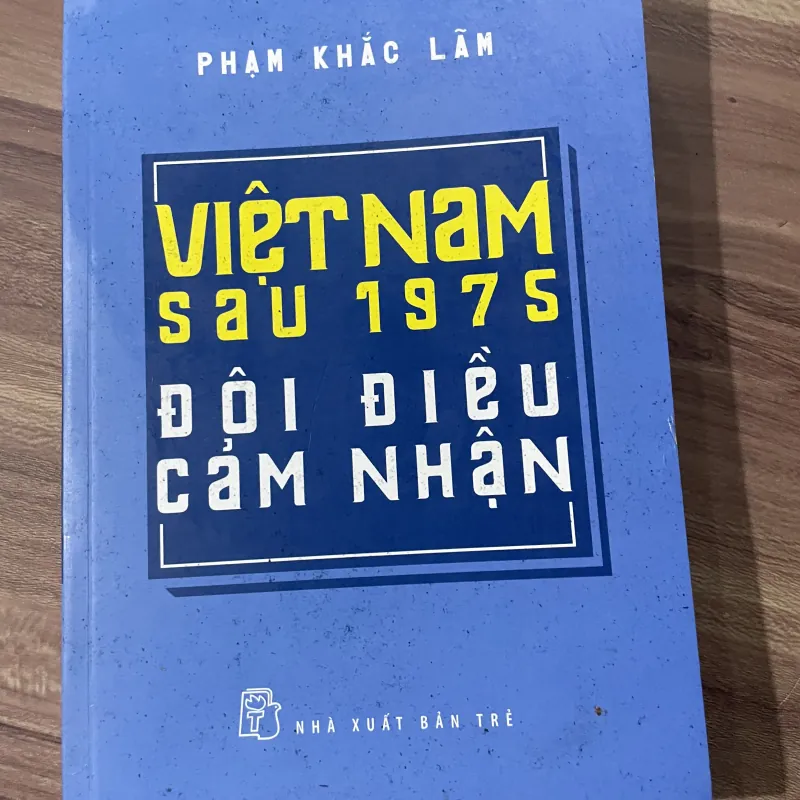 PHẠM KHẮC LÃM
VIỆT NAM
SAU 1975
ĐÔI ĐIỀU
CẢM NHẬN
T
NHÀ XUẤT BẢN TRẺ